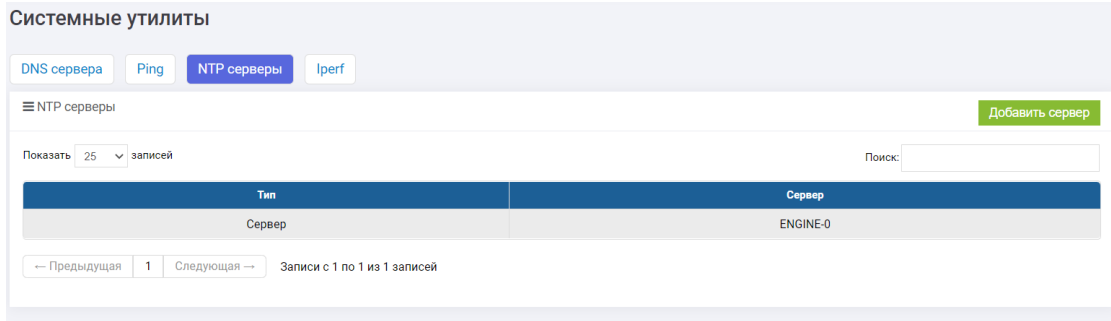 Системные утилиты
DNS сервера Ping NTP серверы Iperf
NTP серверы Добавить сервер
Показать 25 записей Поиск:
Тип Сервер
Сервер ENGINE-0
← Предыдущая 1 Следующая → Записи с 1 по 1 из 1 записей